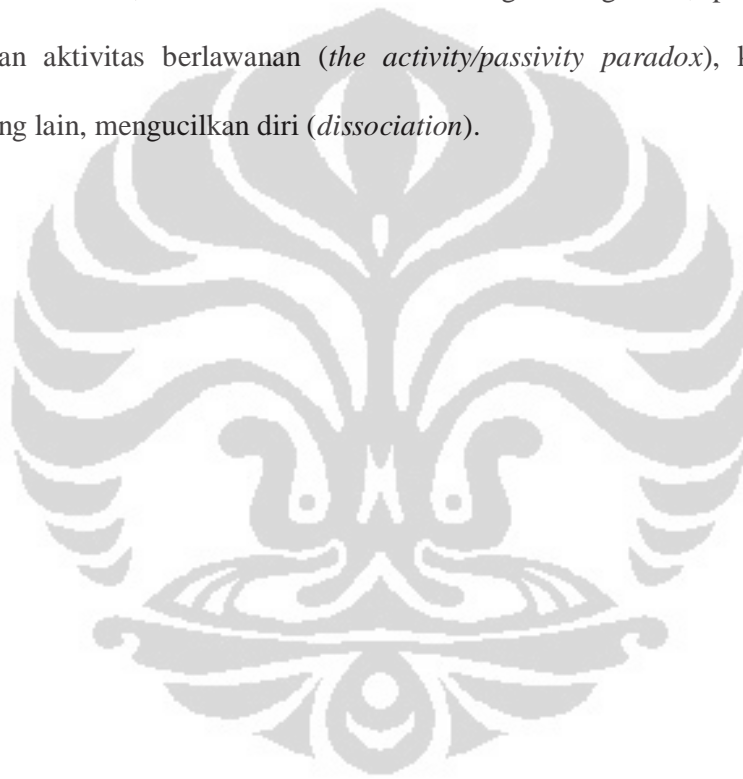 an aktivitas berlawanan (the activity/passivity paradox), k
ng lain, mengucilkan diri (dissociation).